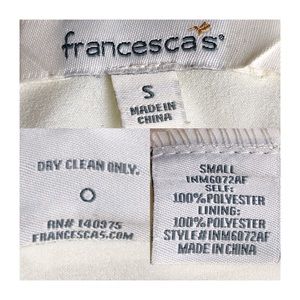 francesca's®
S
MADE IN
CHINA
DRY CLEAN ONLY.
RN# 140975
FRANCESCAS.COM
SMALL
INM6072AF
SELF:
100%POLYESTER
LINING:
100%POLYESTER
STYLE#INM6072AF
MADE IN CHINA